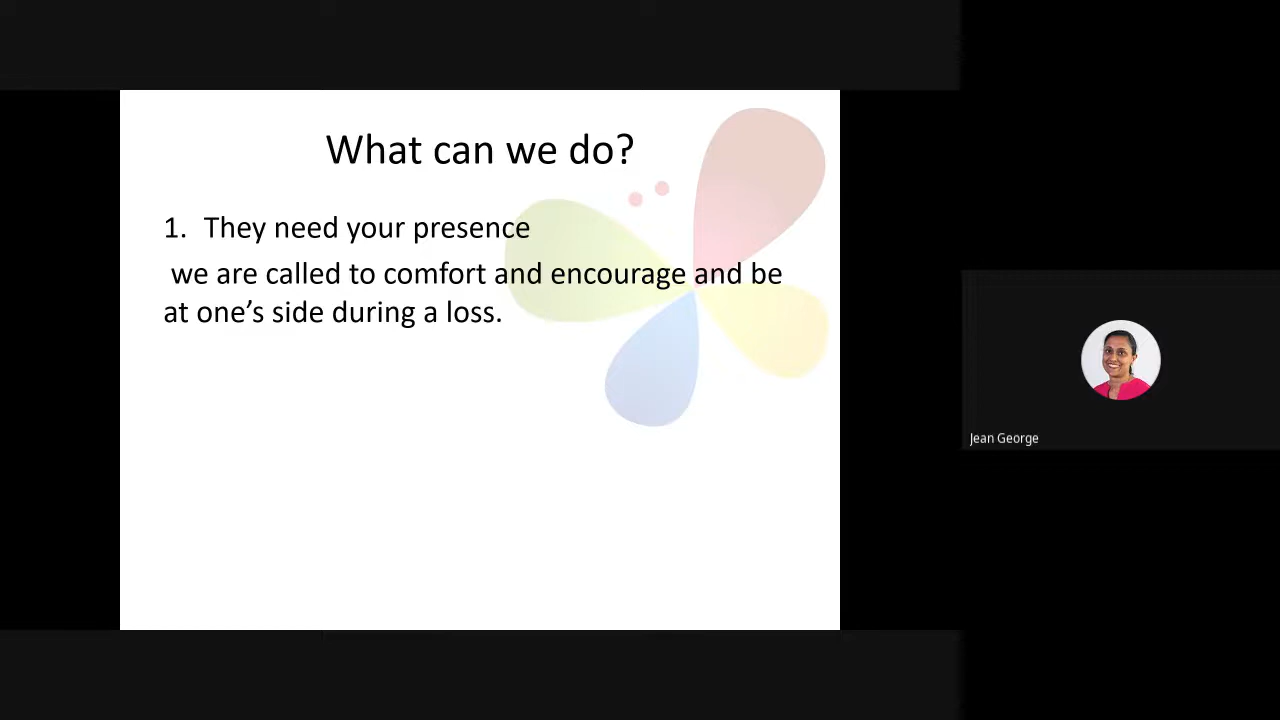 What can we do?
1. They need your presence
we are called to comfort and encourage and be
at one’s side during a loss.
Jean George